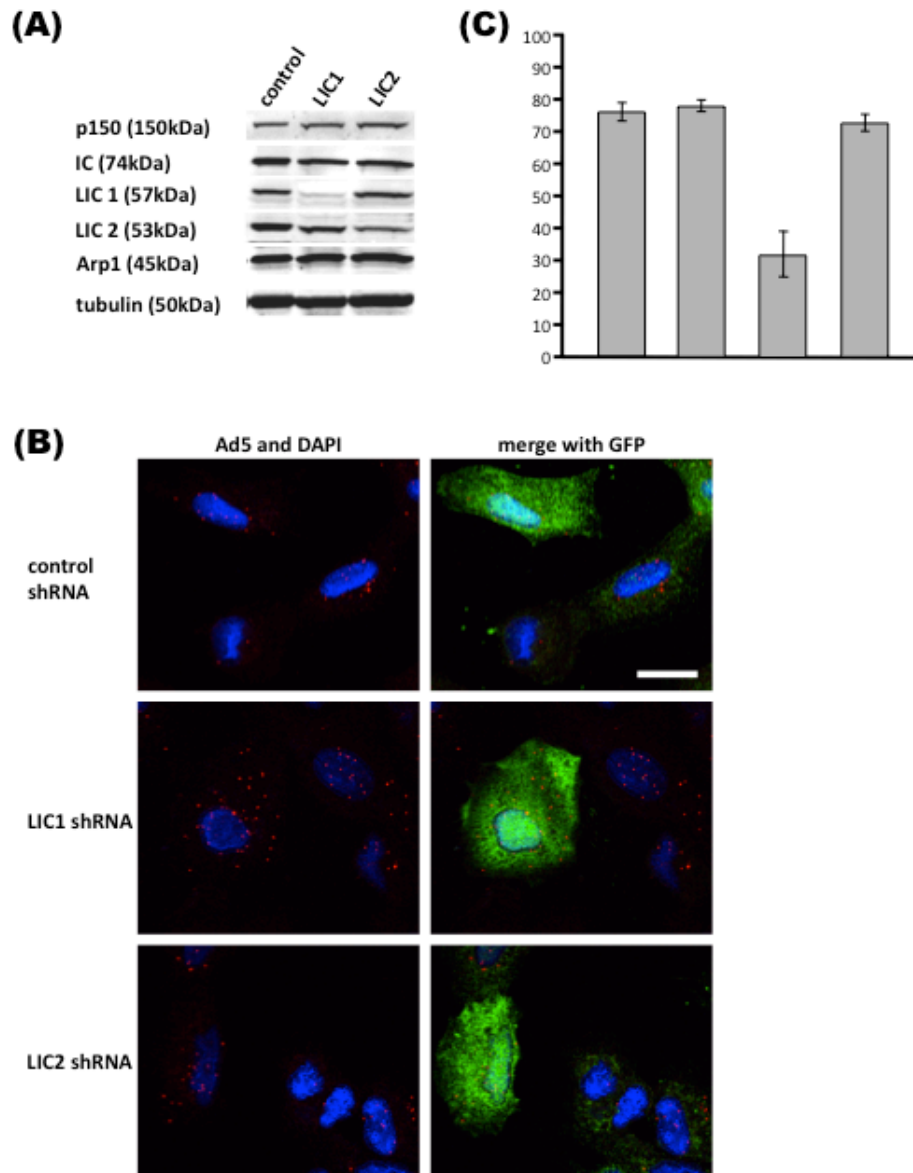 (A)
control LIC1 LIC2
p150 (150kDa)
IC (74kDa)
LIC 1 (57kDa)
LIC 2 (53kDa)
Arp1 (45kDa)
tubulin (50kDa)
(C)
100
90
80
70
60
50
40
30
20
10
0
(B)
Ad5 and DAPI
merge with GFP
control
shRNA
LIC1 shRNA
LIC2 shRNA